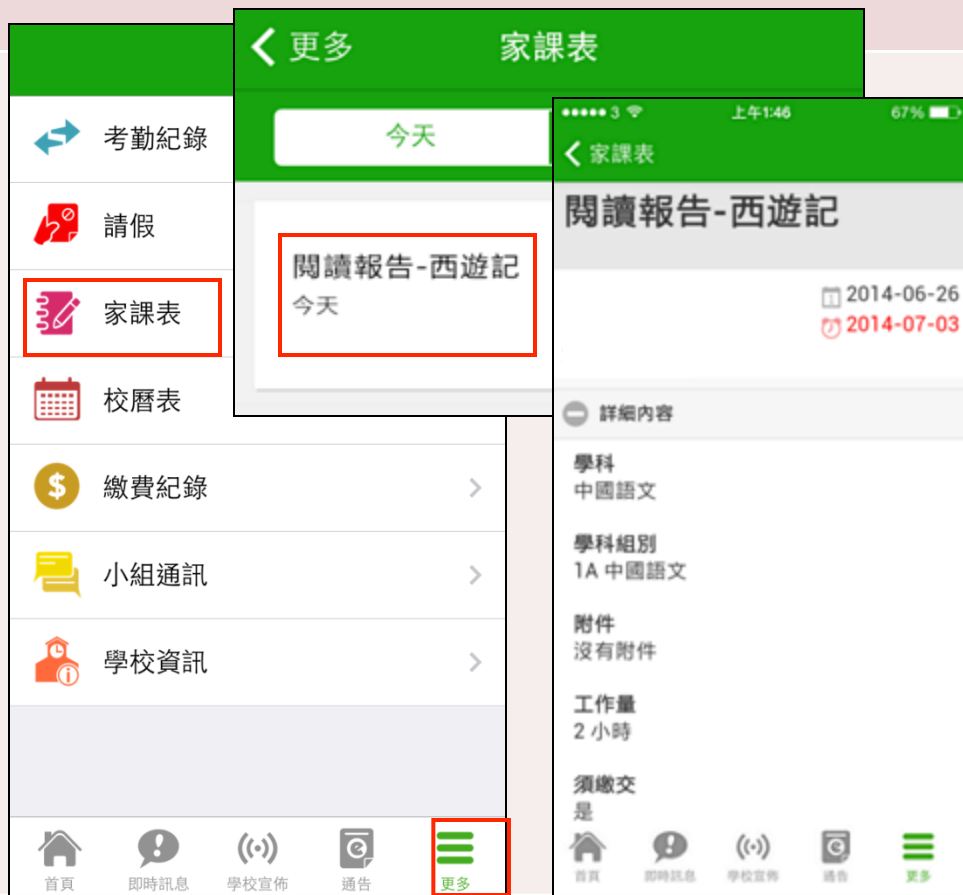 考勤紀錄
請假
家課表
校曆表
繳費紀錄
小組通訊
學校資訊
首頁
即時訊息
學校宣佈
通告
更多
更多
家課表
今天
閱讀報告-西遊記
今天
3
上午1:46
67%
家課表
閱讀報告-西遊記
2014-06-26
2014-07-03
詳細內容
學科
中國語文
學科組別
1A 中國語文
附件
沒有附件
工作量
2 小時
須繳交
是
首頁
即時訊息
學校宣佈
通告
更多